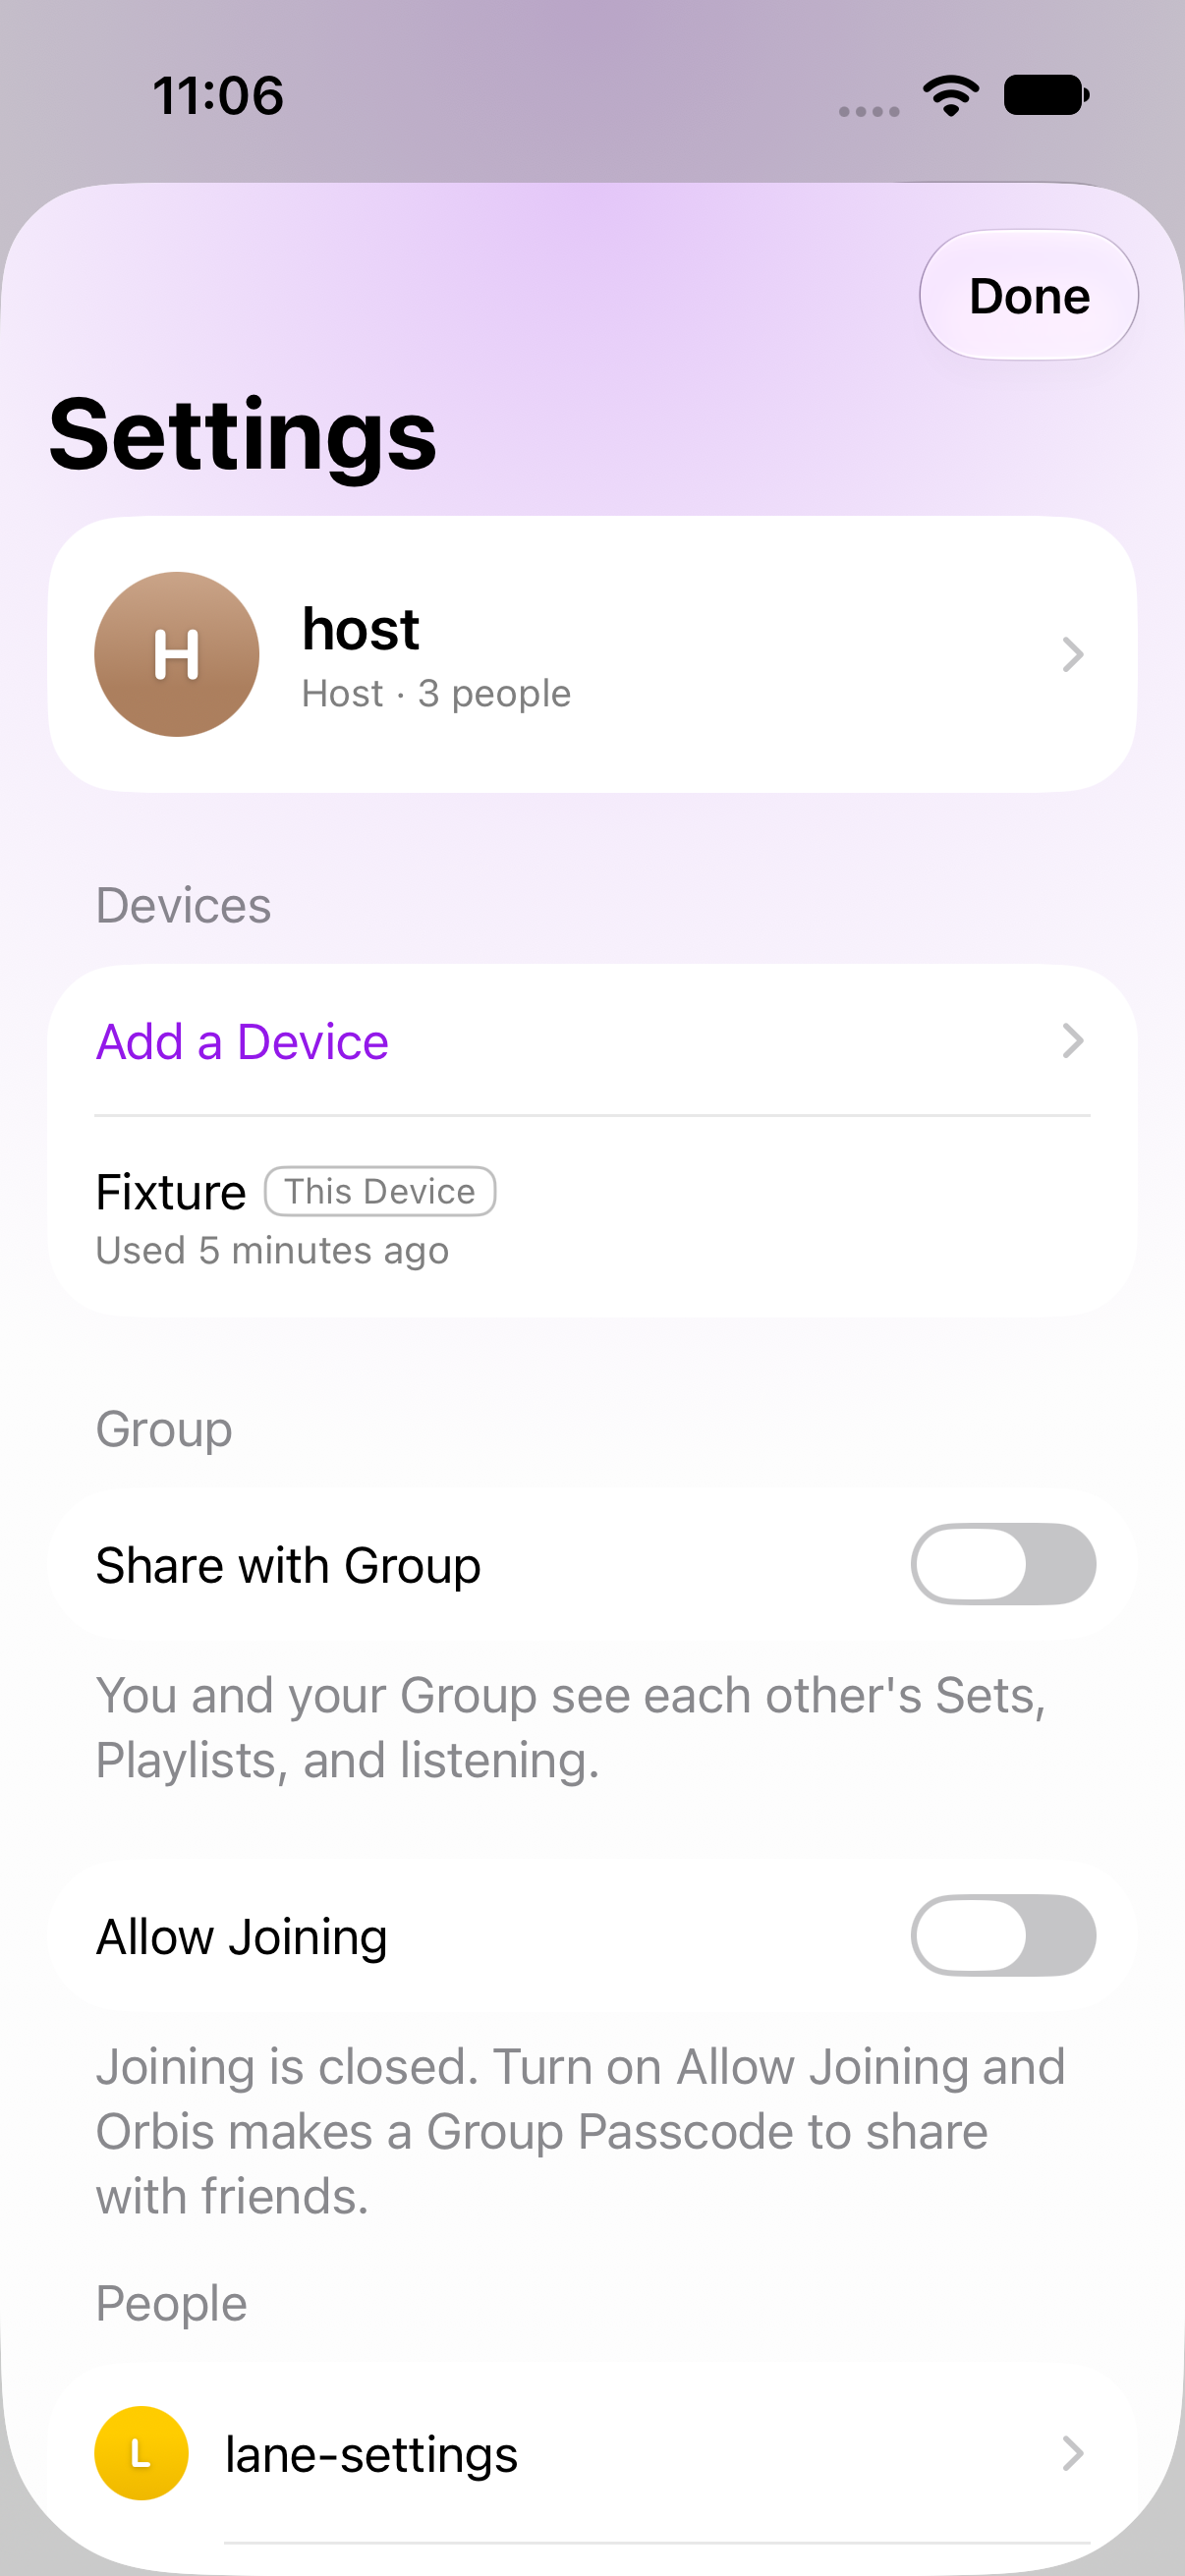 11:06
Done
Settings
H
host
Host · 3 people
Devices
Add a Device
Fixture This Device
Used 5 minutes ago
Group
Share with Group
You and your Group see each other's Sets,
Playlists, and listening.
Allow Joining
Joining is closed. Turn on Allow Joining and
Orbis makes a Group Passcode to share
with friends.
People
L
lane-settings